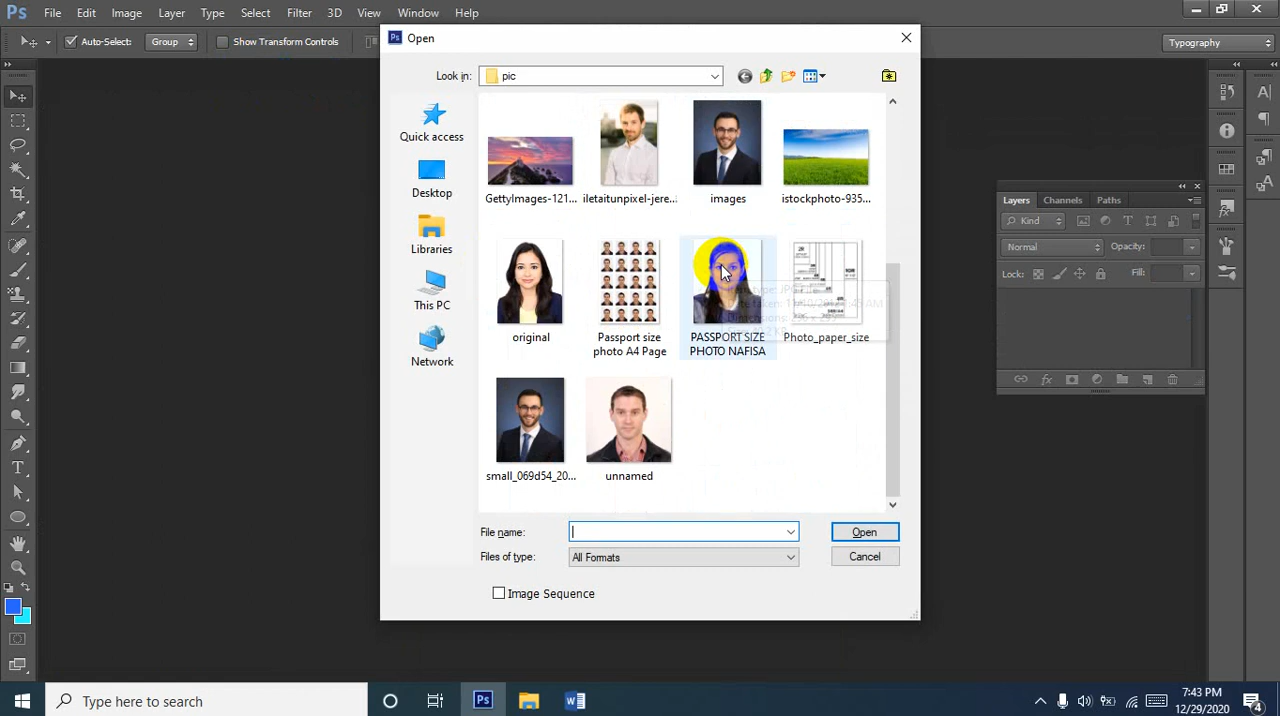 Ps File Edit Image Layer Type Select Filter 3D View Window Help
Auto-Select: Group Show Transform Controls Typography
Ps Open
Look in: pic
Quick access
Desktop
Libraries
This PC
Network
GettyImages-121... iletaitunpixel-jere... images istockphoto-935...
original Passport size photo A4 Page PASSPORT SIZE PHOTO NAFISA Photo_paper_size
small_069d54_20... unnamed
File name: Open
Files of type: All Formats Cancel
Image Sequence
Layers Channels Paths
Kind
Normal Opacity:
Lock: Fill:
Type here to search
7:43 PM
12/29/2020
4